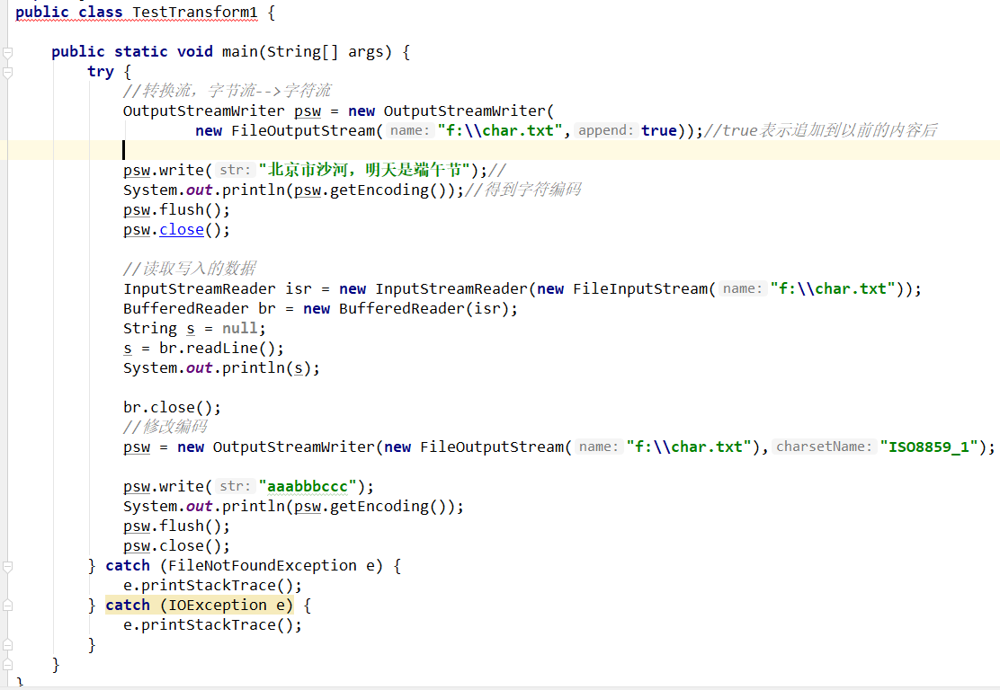 public class TestTransform1 {
public static void main(String[] args) {
try {
//转换流，字节流-->字符流
OutputStreamWriter psw = new OutputStreamWriter(
new FileOutputStream( name: "f:\\char.txt", append: true));//true表示追加到以前的内容后
psw.write( str: "北京市沙河，明天是端午节");//
System.out.println(psw.getEncoding());//得到字符编码
psw.flush();
psw.close();
//读取写入的数据
InputStreamReader isr = new InputStreamReader(new FileInputStream( name: "f:\\char.txt"));
BufferedReader br = new BufferedReader(isr);
String s = null;
s = br.readLine();
System.out.println(s);
br.close();
//修改编码
psw = new OutputStreamWriter(new FileOutputStream( name: "f:\\char.txt"), charsetName: "ISO8859_1");
psw.write( str: "aaabbbccc");
System.out.println(psw.getEncoding());
psw.flush();
psw.close();
} catch (FileNotFoundException e) {
e.printStackTrace();
} catch (IOException e) {
e.printStackTrace();
}
}
}